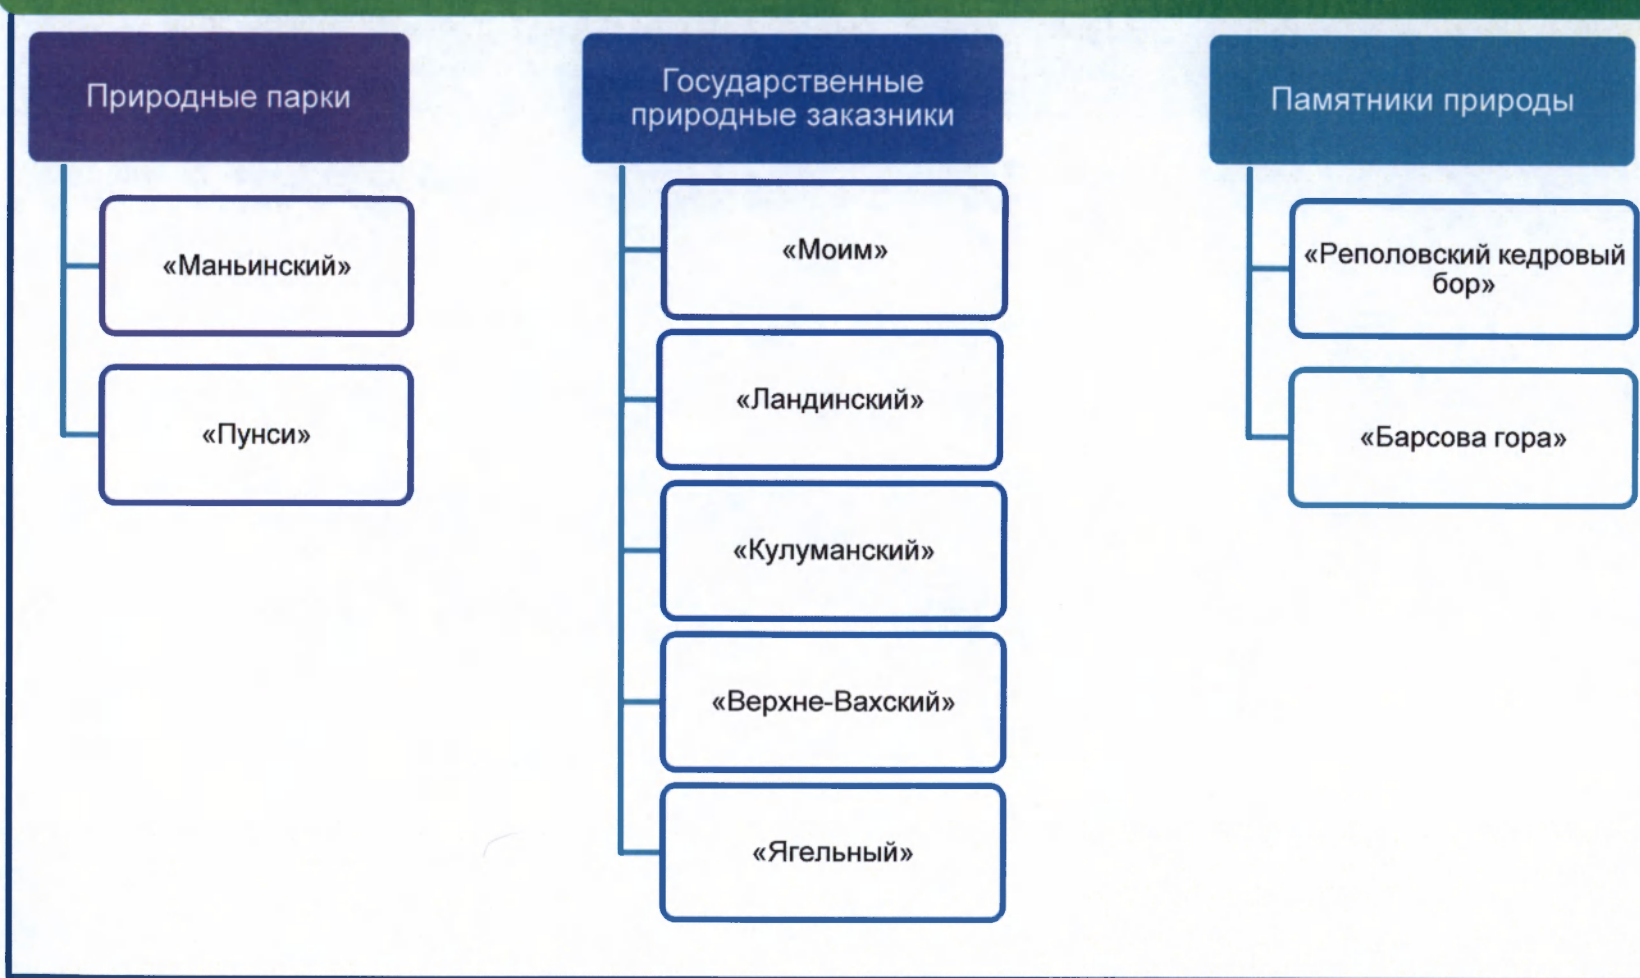 Природные парки
«Маньинский»
«Пунси»
Государственные
природные заказники
«Моим»
«Ландинский»
«Кулуманский»
«Верхне-Вахский»
«Ягельный»
Памятники природы
«Реполовский кедровый
бор»
«Барсова гора»